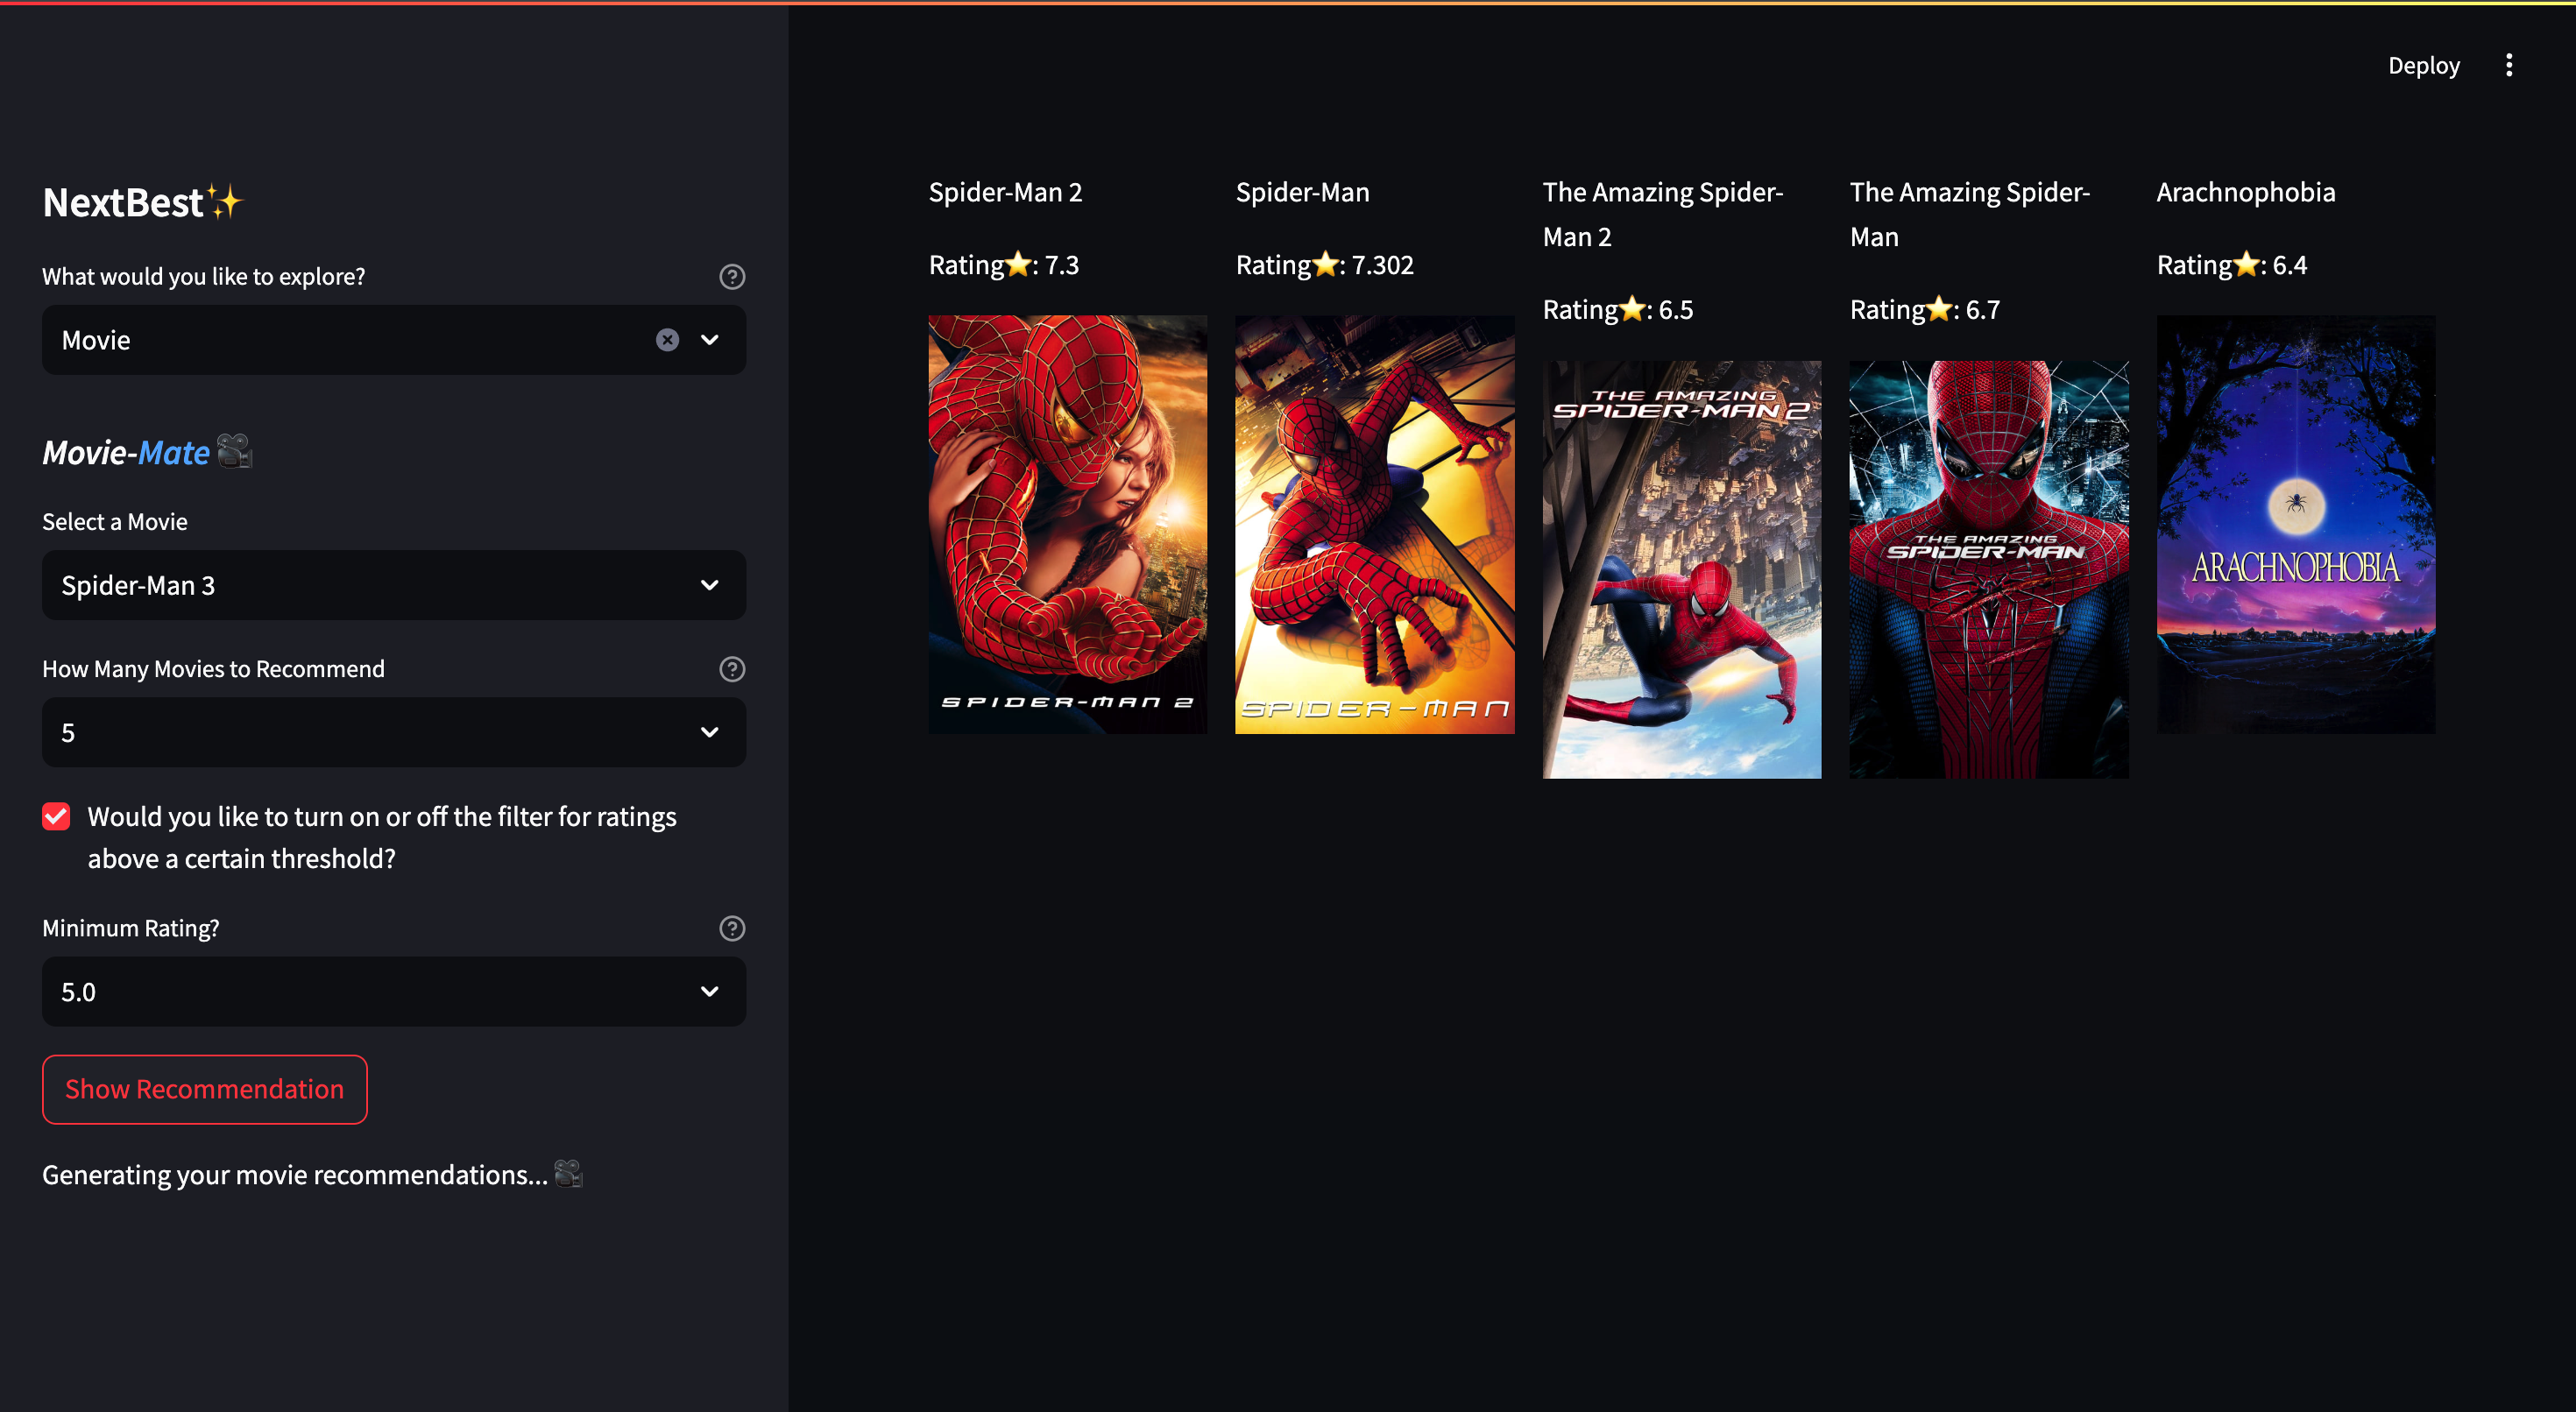 Deploy
NextBest✨
What would you like to explore?
Movie
Movie-Mate 🎥
Select a Movie
Spider-Man 3
How Many Movies to Recommend
5
Would you like to turn on or off the filter for ratings
above a certain threshold?
Minimum Rating?
5.0
Show Recommendation
Generating your movie recommendations... 🎥
Spider-Man 2
Rating⭐: 7.3
SPIDER-MAN 2
Spider-Man
Rating⭐: 7.302
SPIDER-MAN
The Amazing Spider-
Man 2
Rating⭐: 6.5
THE AMAZING
SPIDER-MAN 2
The Amazing Spider-
Man
Rating⭐: 6.7
THE AMAZING
SPIDER-MAN
Arachnophobia
Rating⭐: 6.4
ARACHNOPHOBIA